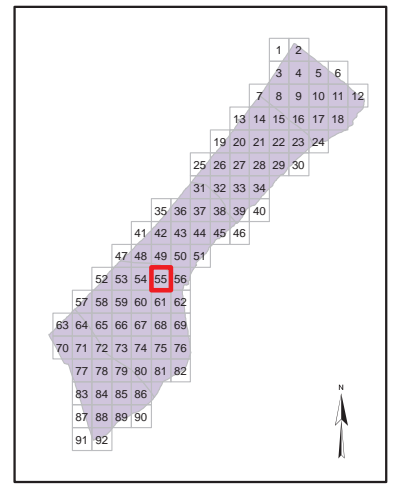 1 2
3 4 5 6
7 8 9 10 11 12
13 14 15 16 17 18
19 20 21 22 23 24
25 26 27 28 29 30
31 32 33 34
35 36 37 38 39 40
41 42 43 44 45 46
47 48 49 50 51
52 53 54 55 56
57 58 59 60 61 62
63 64 65 66 67 68 69
70 71 72 73 74 75 76
77 78 79 80 81 82
83 84 85 86
N
87 88 89 90
91 92